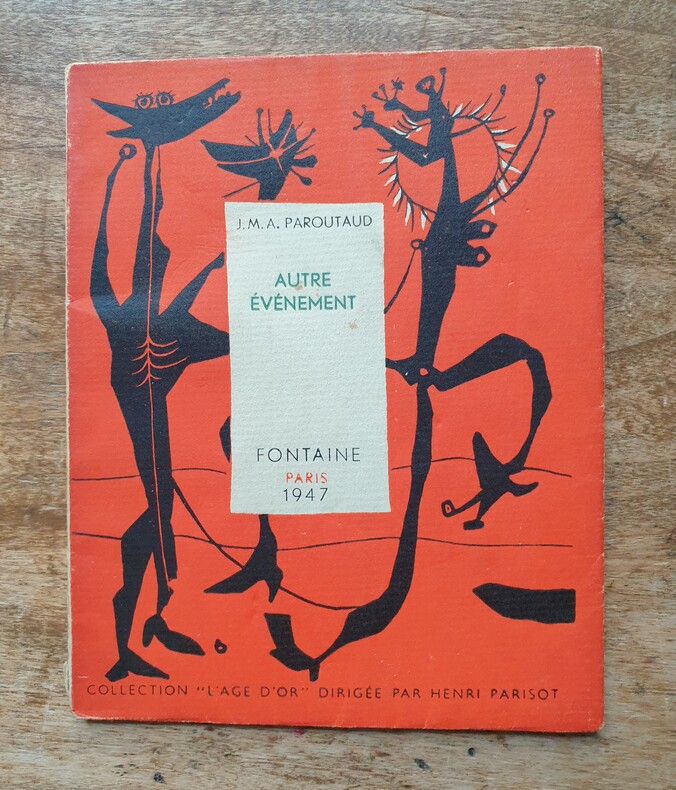 J.M.A. PAROUTAUD
AUTRE
ÉVÉNEMENT
FONTAINE
PARIS
1947
COLLECTION "L'AGE D'OR" DIRIGÉE PAR HENRI PARISOT